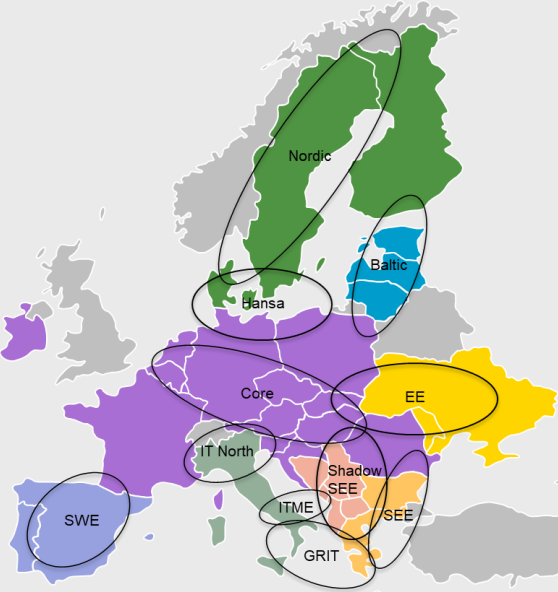 Nordic
Baltic
Hansa
Core
EE
IT North
Shadow
SEE
ITME
SEE
SWE
GRIT